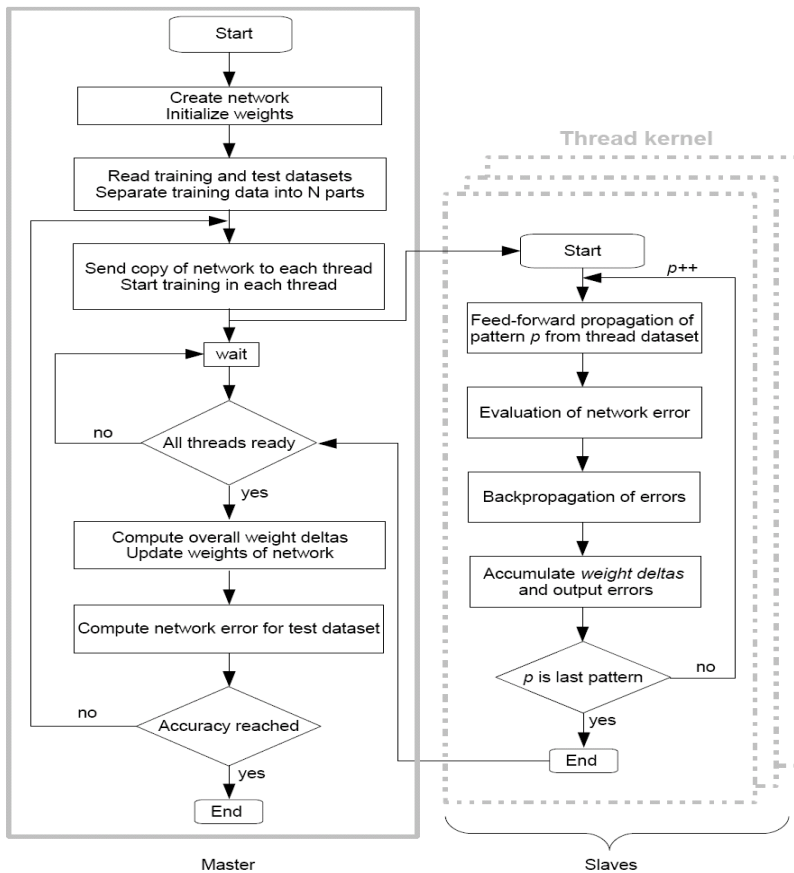 Start
Create network
Initialize weights
Read training and test datasets
Separate training data into N parts
Send copy of network to each thread
Start training in each thread
wait
All threads ready
no
yes
Compute overall weight deltas
Update weights of network
Compute network error for test dataset
Accuracy reached
no
yes
End
Master
Thread kernel
Start
p++
Feed-forward propagation of
pattern p from thread dataset
Evaluation of network error
Backpropagation of errors
Accumulate weight deltas
and output errors
p is last pattern
no
yes
End
Slaves